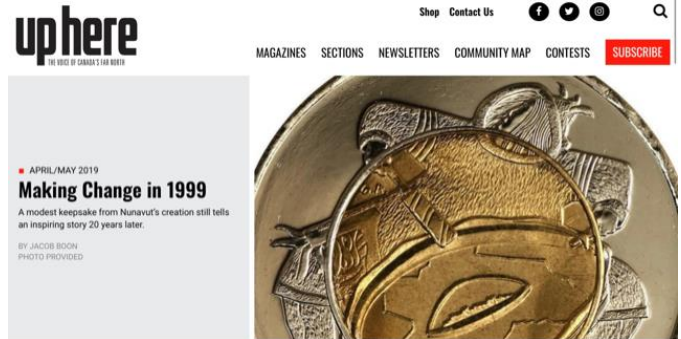 Shop Contact Us
up here
THE VOICE OF CANADA'S FAR NORTH
MAGAZINES SECTIONS NEWSLETTERS COMMUNITY MAP CONTESTS SUBSCRIBE
APRIL/MAY 2019
Making Change in 1999
A modest keepsake from Nunavut's creation still tells
an inspiring story 20 years later.
BY JACOB BOON
PHOTO PROVIDED